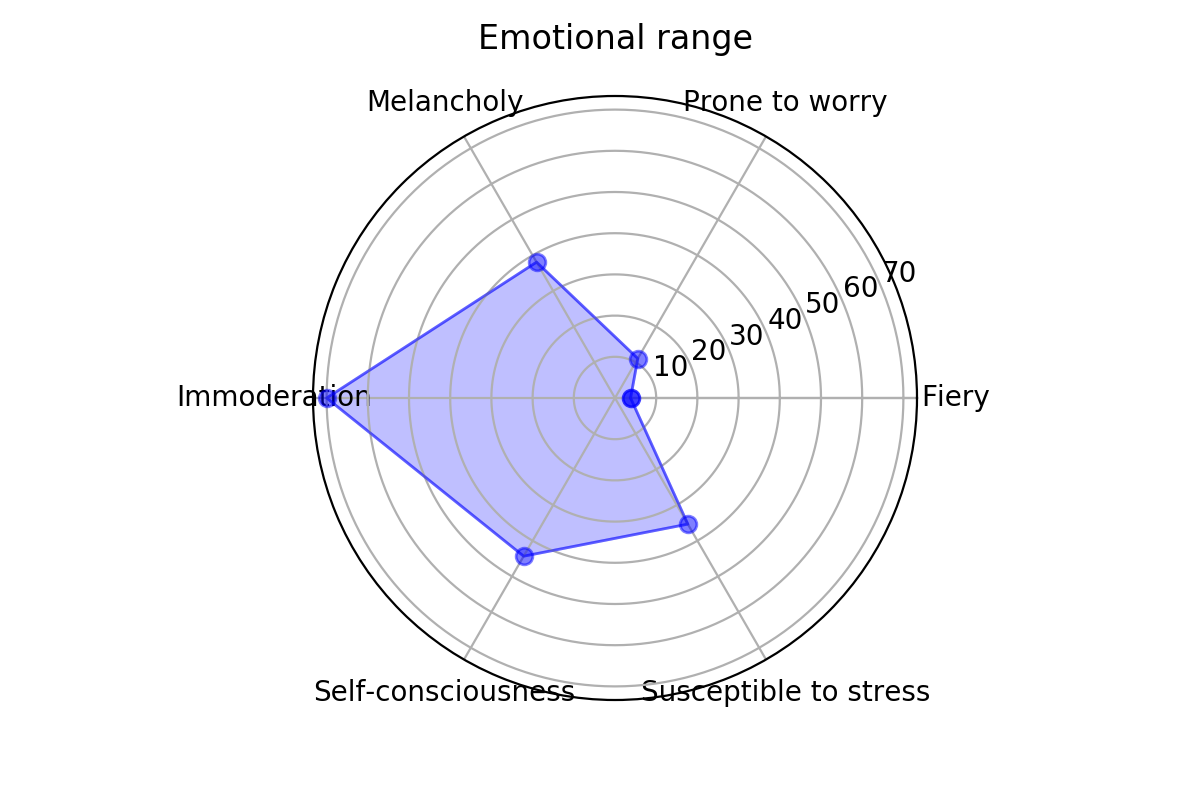 Emotional range
Melancholy
Prone to worry
70
60
50
40
30
20
10
Immoderation
Fiery
Self-consciousness
Susceptible to stress